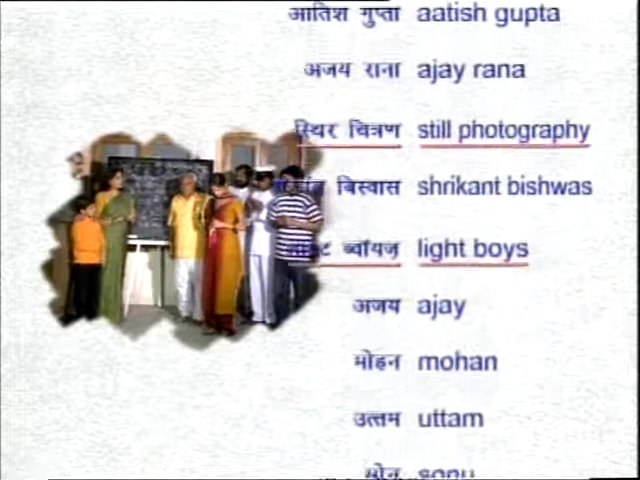 आतिश गुप्ता aatish gupta
अजय राना ajay rana
स्थिर चित्रण still photography
बिस्वास shrikant bishwas
ब्वॉयज़ light boys
अजय ajay
मोहन mohan
उत्तम uttam